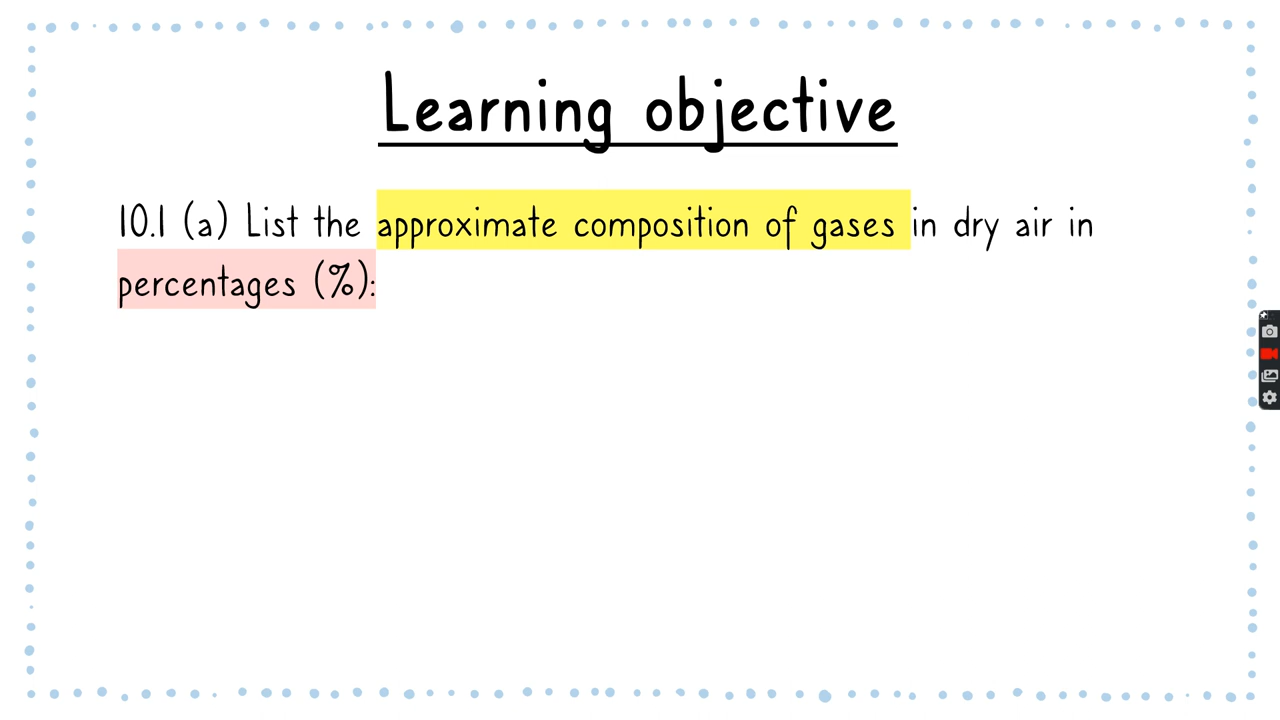 Learning objective
10.1 (a) List the approximate composition of gases in dry air in
percentages (%):